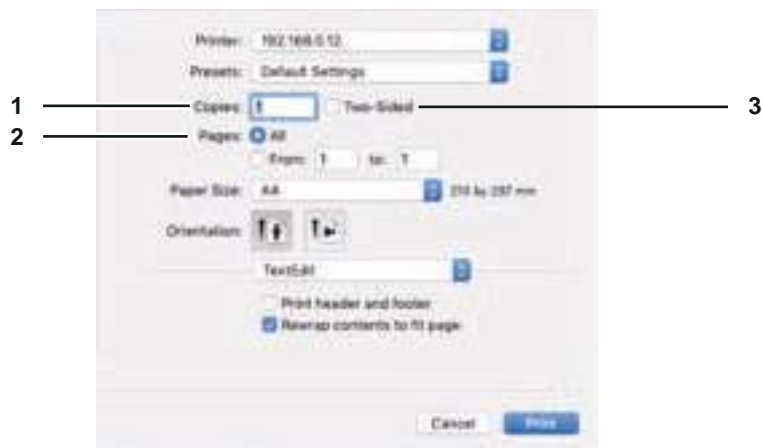 Printer: 192.168.0.12
Presets: Default Settings
1 Copies: 1 Two-Sided 3
2 Pages: All
From: 1 to: 1
Paper Size: A4 210 by 297 mm
Orientation:
TextEdit
Print header and footer
Rewrap contents to fit page
Cancel Print